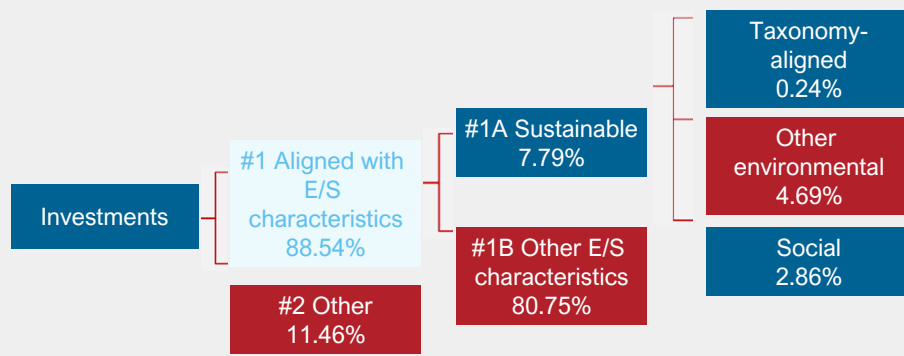 Investments
#1 Aligned with
E/S
characteristics
88.54%
#2 Other
11.46%
#1A Sustainable
7.79%
#1B Other E/S
characteristics
80.75%
Taxonomy-
aligned
0.24%
Other
environmental
4.69%
Social
2.86%